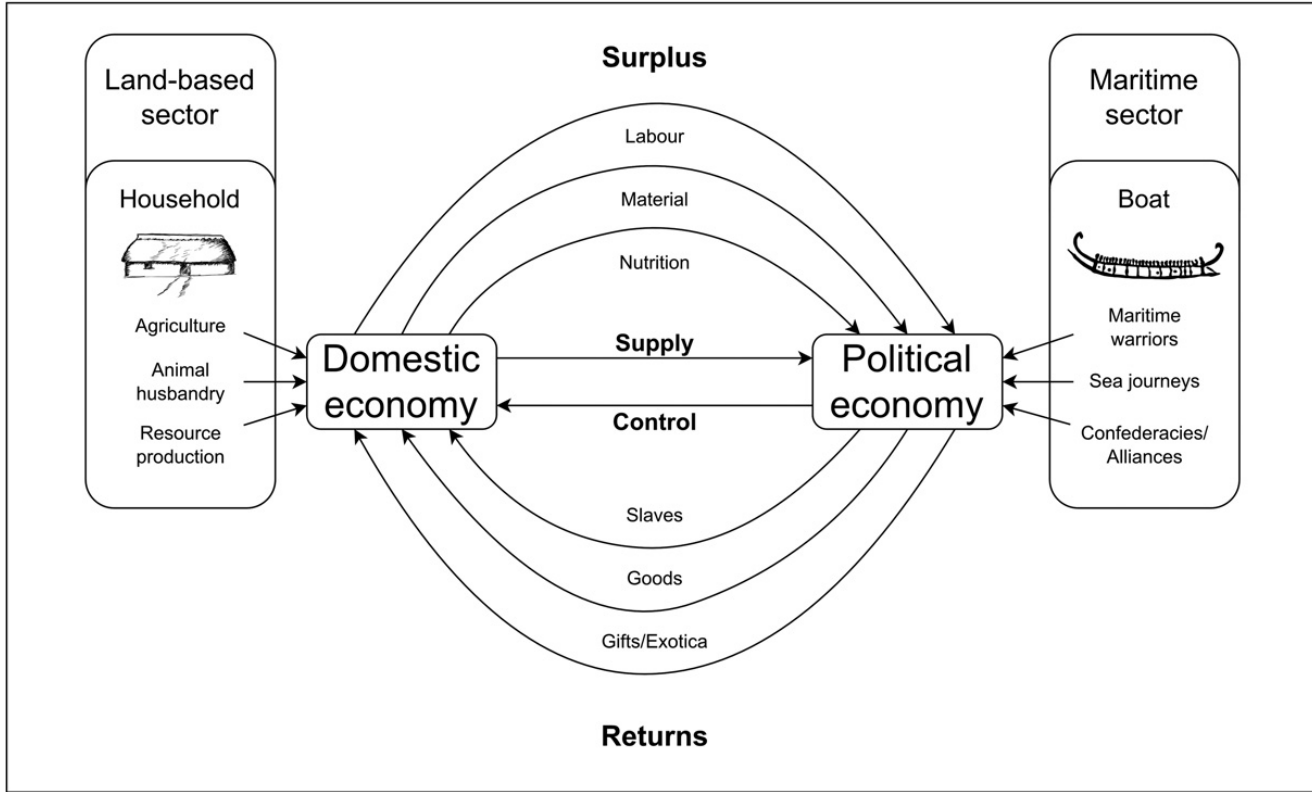 Surplus
Land-based
sector
Household
Agriculture
Animal
husbandry
Resource
production
Labour
Material
Nutrition
Domestic
economy
Supply
Control
Political
economy
Slaves
Goods
Gifts/Exotica
Returns
Maritime
sector
Boat
Maritime
warriors
Sea journeys
Confederacies/
Alliances